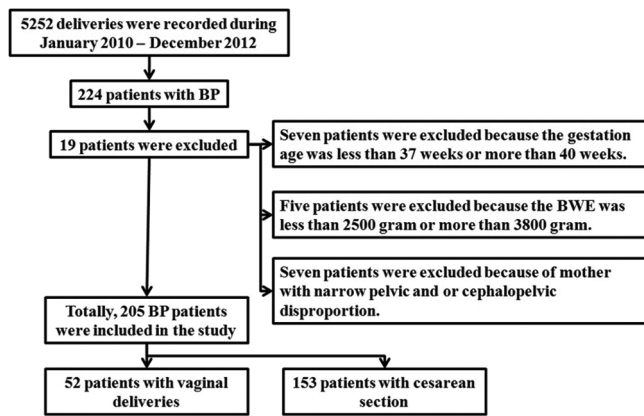 5252 deliveries were recorded during
January 2010 – December 2012
224 patients with BP
19 patients were excluded
Seven patients were excluded because the gestation
age was less than 37 weeks or more than 40 weeks.
Five patients were excluded because the BWE was
less than 2500 gram or more than 3800 gram.
Seven patients were excluded because of mother
with narrow pelvic and or cephalopelvic
disproportion.
Totally, 205 BP patients
were included in the study
52 patients with vaginal
deliveries
153 patients with cesarean
section